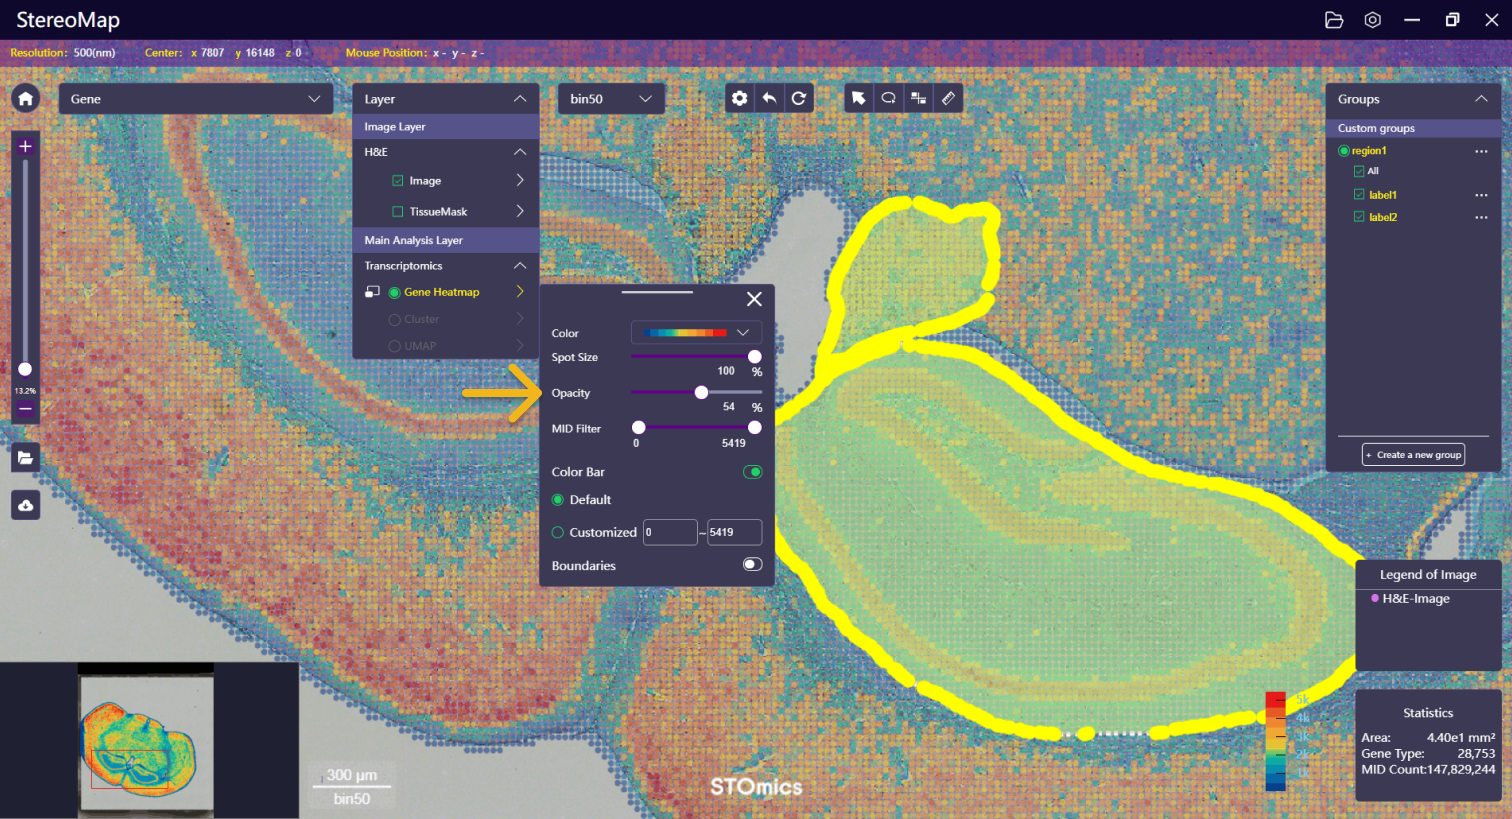 StereoMap
Resolution: 500(nm) Center: x 7807 y 16148 z 0 Mouse Position: x - y - z -
Gene
Layer
bin50
Image Layer
H&E
Image
TissueMask
Main Analysis Layer
Transcriptomics
Gene Heatmap
Cluster
UMAP
13.2%
Color
Spot Size
100 %
Opacity
54 %
MID Filter
0 5419
Color Bar
Default
Customized 0 ~ 5419
Boundaries
Groups
Custom groups
region1
All
label1
label2
+ Create a new group
Legend of Image
H&E-Image
5k
4k
3k
2k
1k
Statistics
Area: 4.40e1 mm²
Gene Type: 28,753
MID Count:147,829,244
300 μm
bin50
STOmics